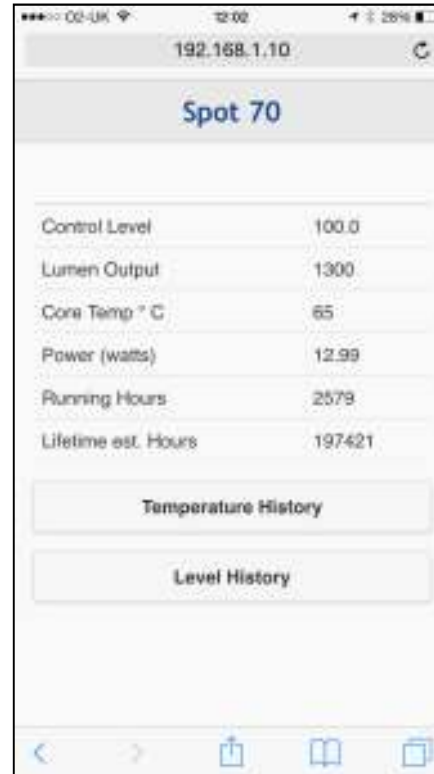 O2-UK 12:02 28%
192.168.1.10
Spot 70
Control Level 100.0
Lumen Output 1300
Core Temp ° C 65
Power (watts) 12.99
Running Hours 2579
Lifetime est. Hours 197421
Temperature History
Level History